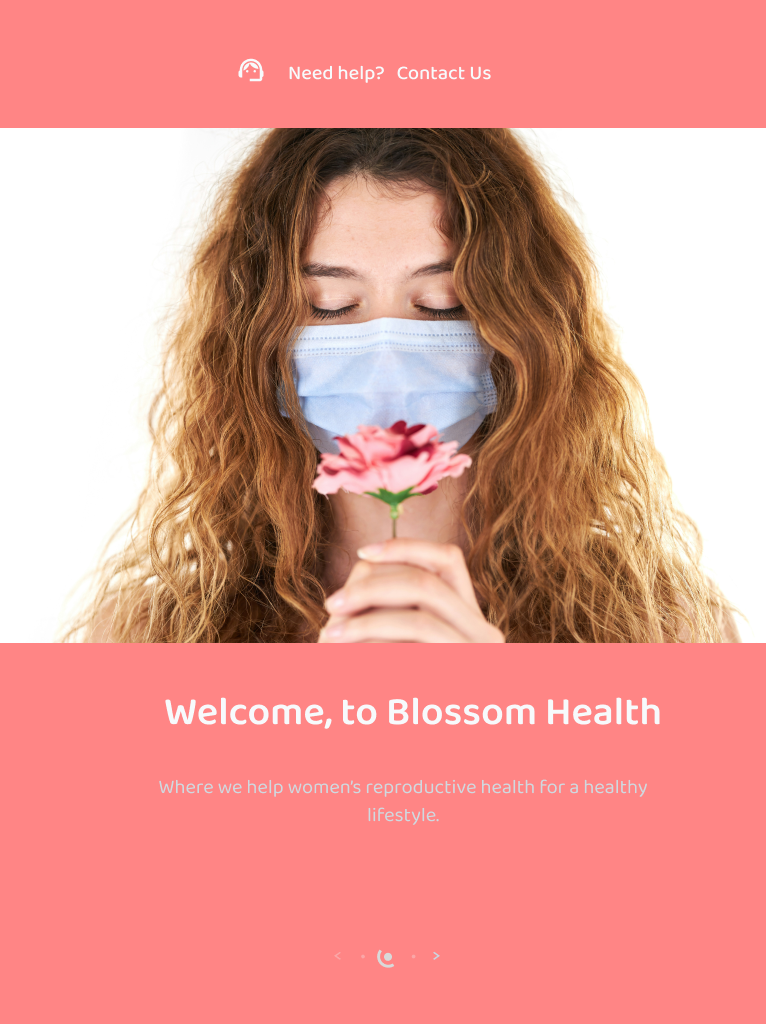 Need help? Contact Us
Welcome, to Blossom Health
Where we help women's reproductive health for a healthy
lifestyle.
< >